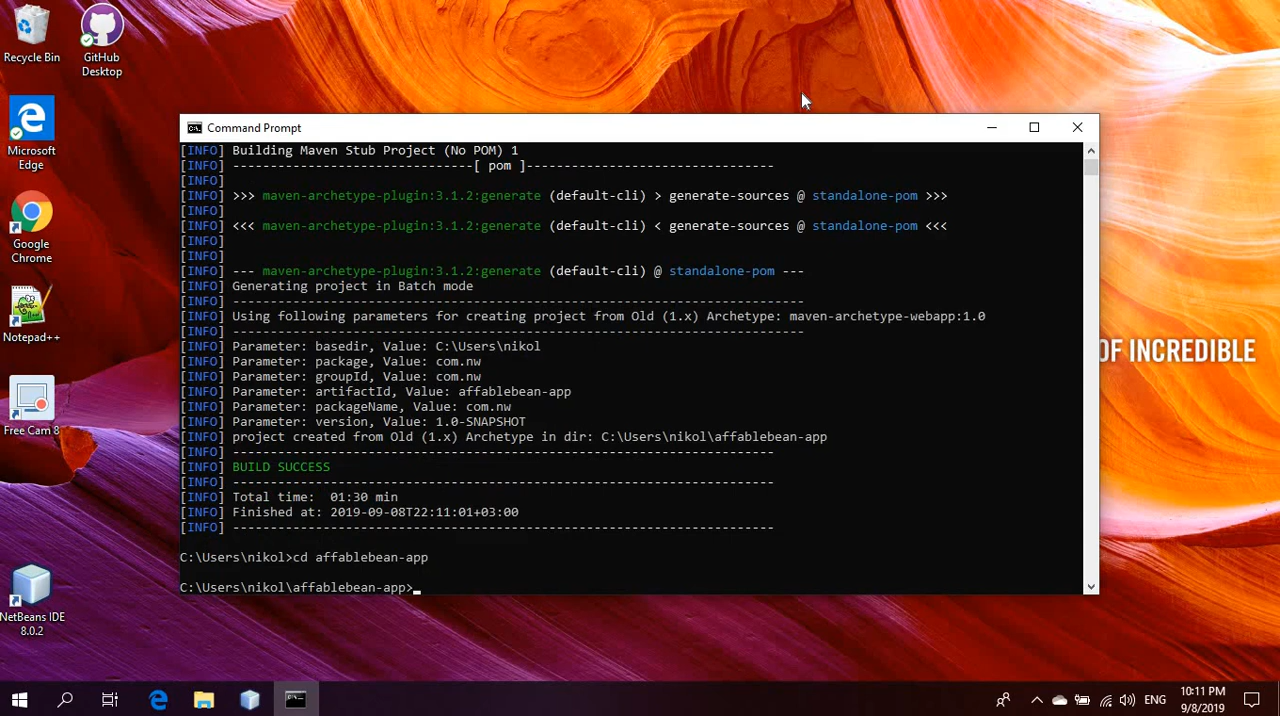 Recycle Bin
GitHub
Desktop
Microsoft
Edge
Google
Chrome
Notepad++
Free Cam 8
NetBeans IDE
8.0.2
Command Prompt
[INFO] Building Maven Stub Project (No POM) 1
[INFO] --------------------------------[ pom ]---------------------------------
[INFO]
[INFO] >>> maven-archetype-plugin:3.1.2:generate (default-cli) > generate-sources @ standalone-pom >>>
[INFO]
[INFO] <<< maven-archetype-plugin:3.1.2:generate (default-cli) < generate-sources @ standalone-pom <<<
[INFO]
[INFO]
[INFO] --- maven-archetype-plugin:3.1.2:generate (default-cli) @ standalone-pom ---
[INFO] Generating project in Batch mode
[INFO] ----------------------------------------------------------------------------
[INFO] Using following parameters for creating project from Old (1.x) Archetype: maven-archetype-webapp:1.0
[INFO] ----------------------------------------------------------------------------
[INFO] Parameter: basedir, Value: C:\Users\nikol
[INFO] Parameter: package, Value: com.nw
[INFO] Parameter: groupId, Value: com.nw
[INFO] Parameter: artifactId, Value: affablebean-app
[INFO] Parameter: packageName, Value: com.nw
[INFO] Parameter: version, Value: 1.0-SNAPSHOT
[INFO] project created from Old (1.x) Archetype in dir: C:\Users\nikol\affablebean-app
[INFO] ------------------------------------------------------------------------
[INFO] BUILD SUCCESS
[INFO] ------------------------------------------------------------------------
[INFO] Total time:  01:30 min
[INFO] Finished at: 2019-09-08T22:11:01+03:00
[INFO] ------------------------------------------------------------------------
C:\Users\nikol>cd affablebean-app
C:\Users\nikol\affablebean-app>
OF INCREDIBLE
ENG
10:11 PM
9/8/2019